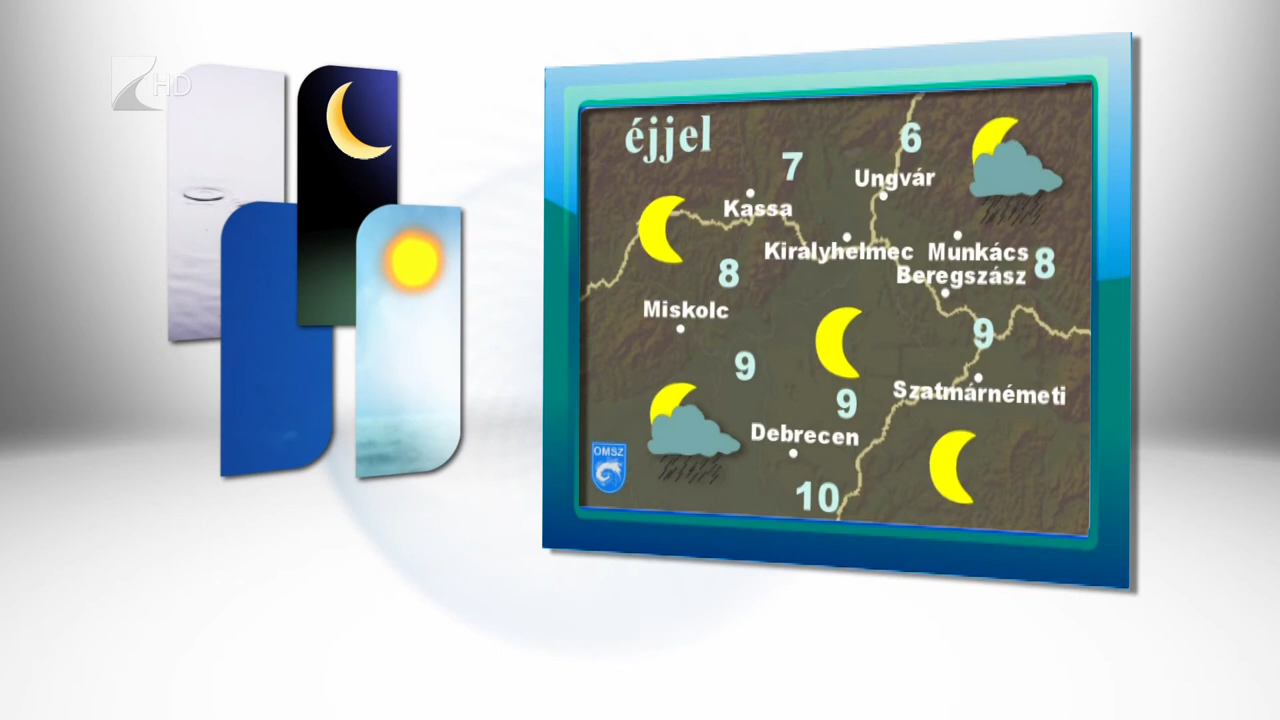 HD
éjjel
6
7
Ungvár
Kassa
Királyhelmec
Munkács
8
Beregszász
8
Miskolc
9
9
Szatmárnémeti
9
Debrecen
OMSZ
10